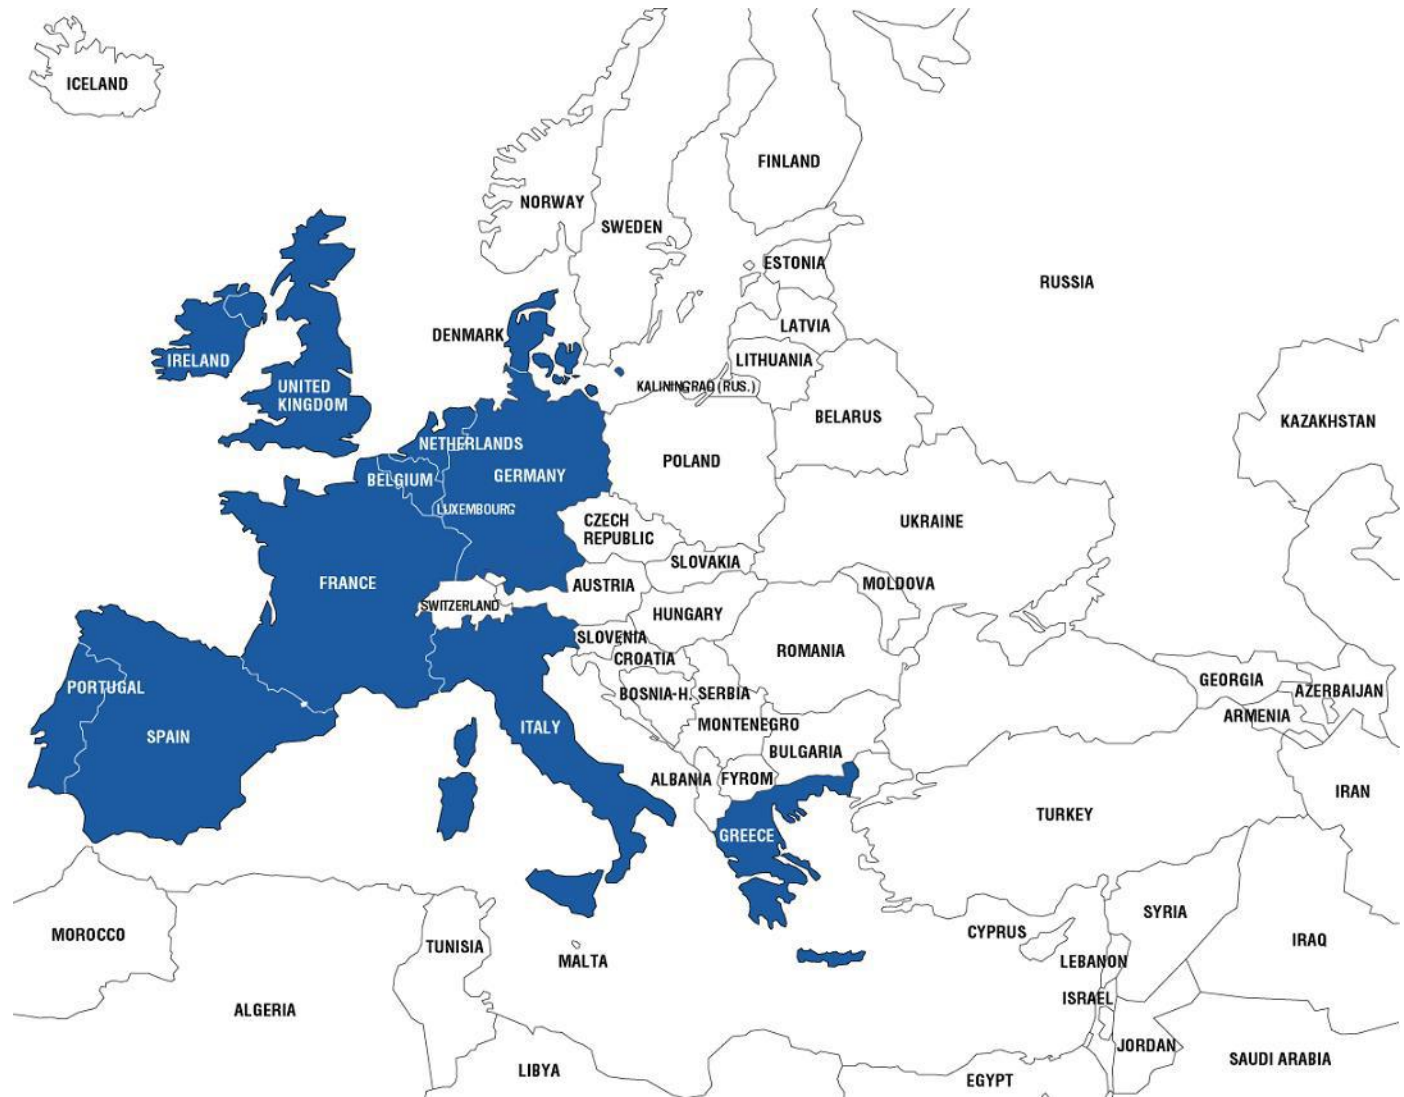 ICELAND
FINLAND
NORWAY
SWEDEN
ESTONIA
RUSSIA
LATVIA
DENMARK
IRELAND
LITHUANIA
UNITED
KINGDOM
KALININGRAD (RUS.)
BELARUS
KAZAKHSTAN
NETHERLANDS
POLAND
BELGIUM
GERMANY
LUXEMBOURG
CZECH
REPUBLIC
UKRAINE
SLOVAKIA
FRANCE
AUSTRIA
MOLDOVA
SWITZERLAND
HUNGARY
SLOVENIA
CROATIA
ROMANIA
PORTUGAL
BOSNIA-H.
SERBIA
GEORGIA
AZERBAIJAN
SPAIN
ITALY
MONTENEGRO
ARMENIA
BULGARIA
ALBANIA
FYROM
IRAN
GREECE
TURKEY
SYRIA
MOROCCO
TUNISIA
CYPRUS
IRAQ
MALTA
LEBANON
ISRAEL
ALGERIA
JORDAN
SAUDI ARABIA
LIBYA
EGYPT